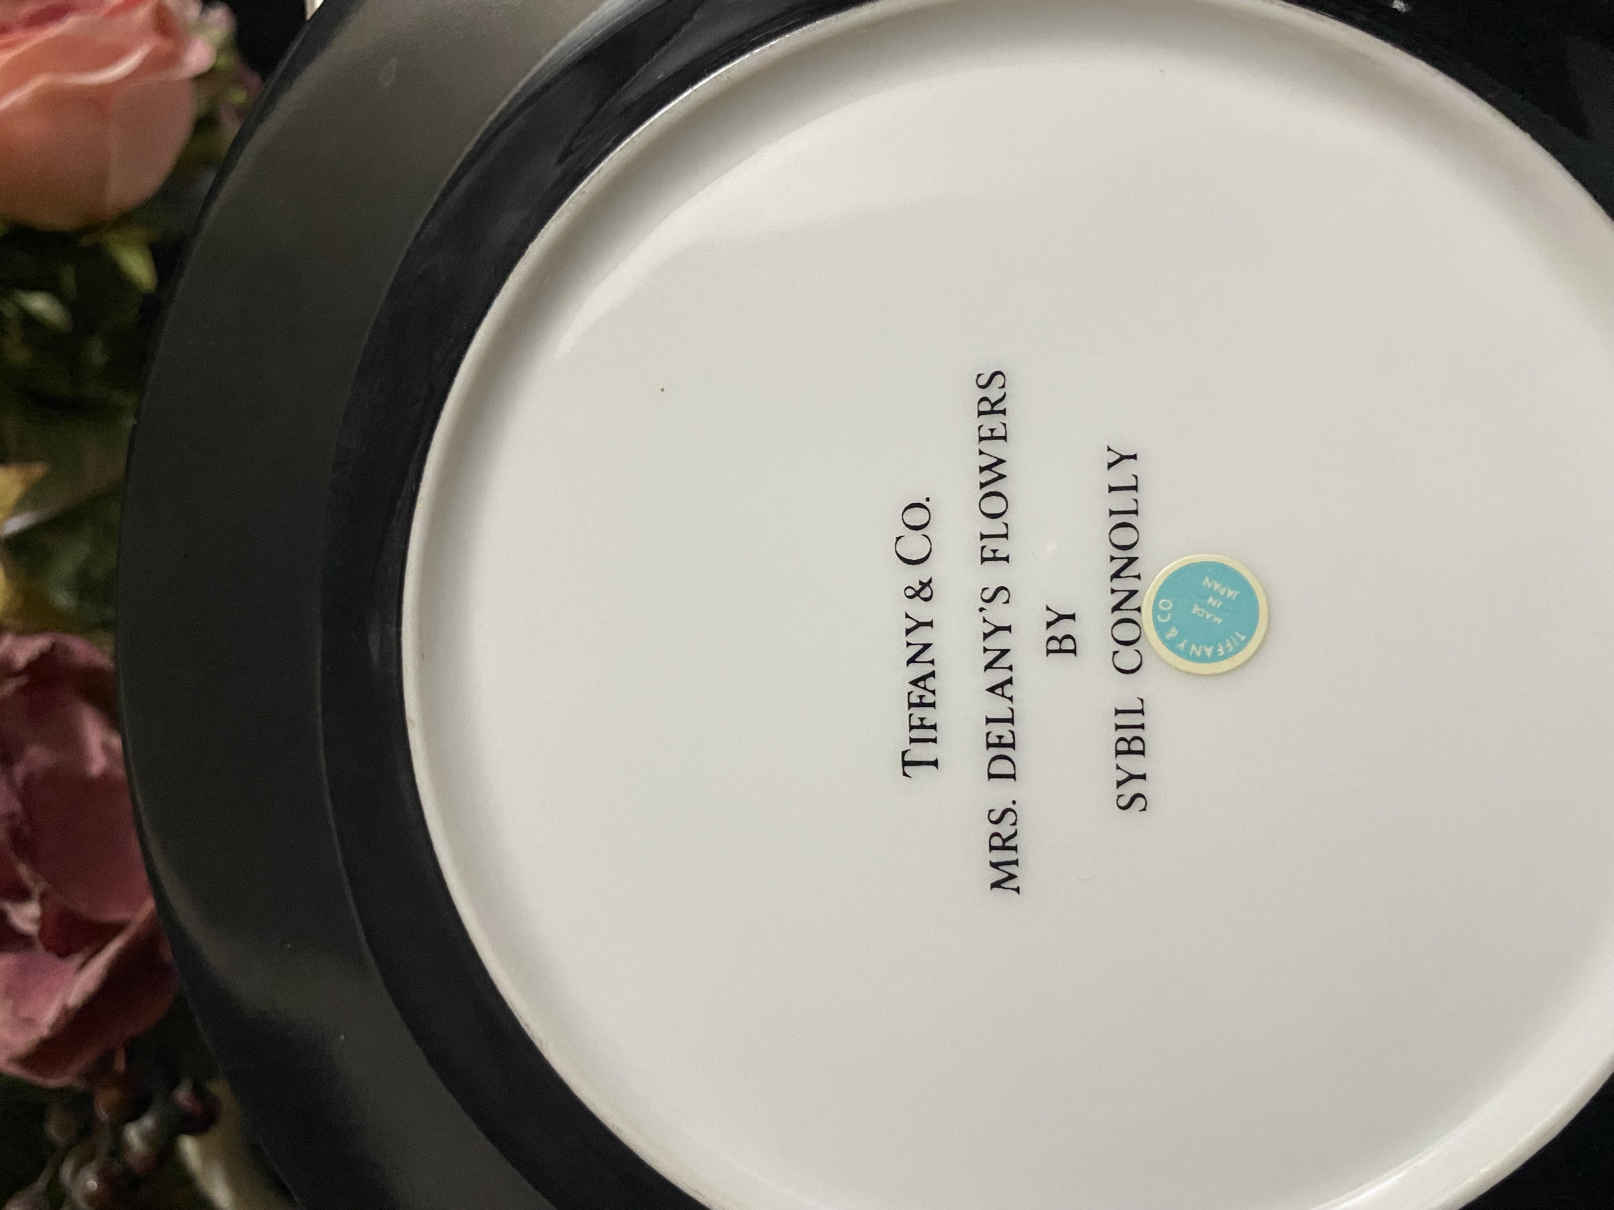 TIFFANY & CO.
MRS. DELANY'S FLOWERS
BY
SYBIL CONNOLLY
TIFFANY & CO
MADE
IN
JAPAN